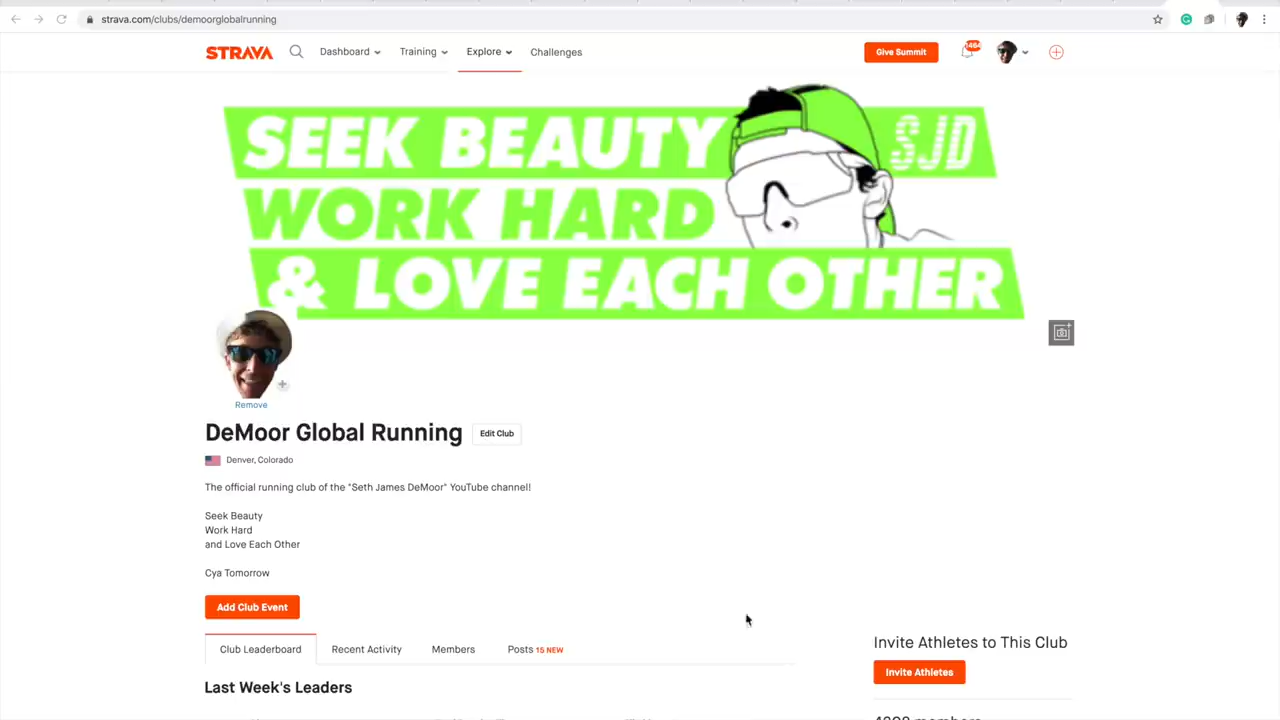 strava.com/clubs/demoorglobalrunning
STRAVA Dashboard Training Explore Challenges Give Summit 1464
SEEK BEAUTY SJD
WORK HARD
& LOVE EACH OTHER
Remove
DeMoor Global Running Edit Club
Denver, Colorado
The official running club of the "Seth James DeMoor" YouTube channel!
Seek Beauty
Work Hard
and Love Each Other
Cya Tomorrow
Add Club Event
Club Leaderboard Recent Activity Members Posts 15 NEW
Invite Athletes to This Club
Invite Athletes
Last Week's Leaders